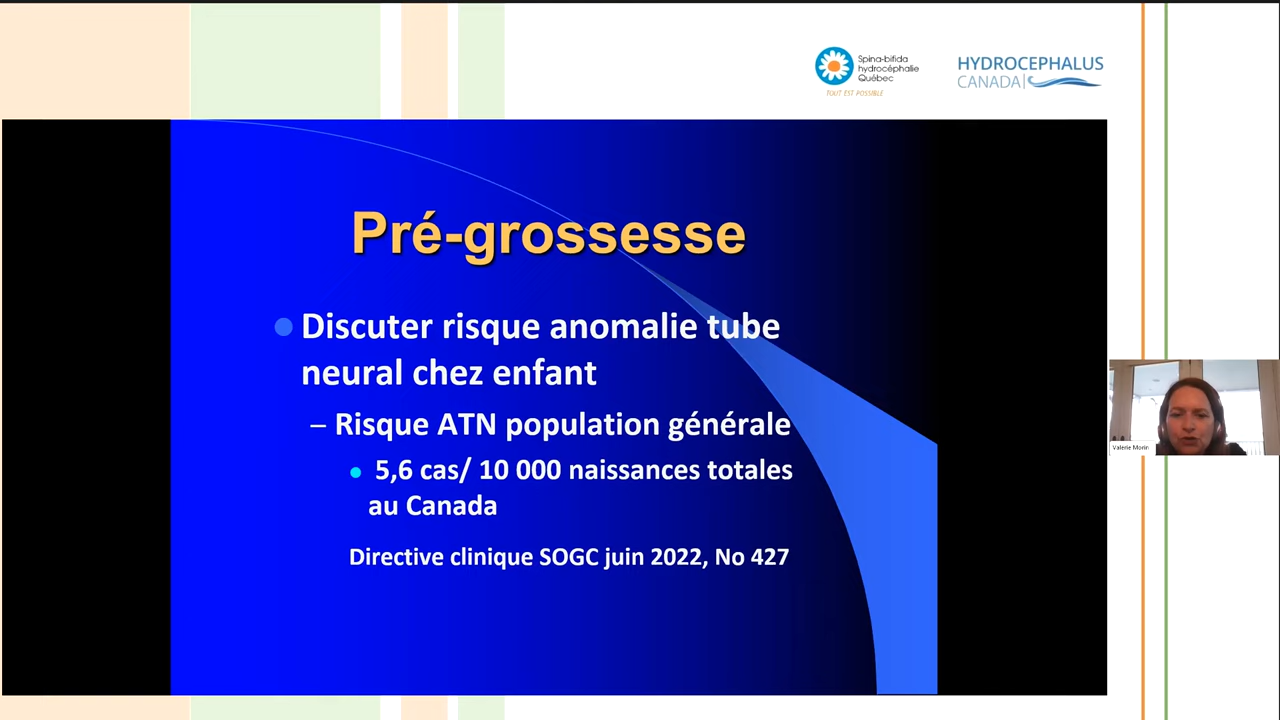 Spina-bifida
hydrocéphalie
Québec
TOUT EST POSSIBLE
HYDROCEPHALUS
CANADA
Pré-grossesse
Discuter risque anomalie tube
neural chez enfant
– Risque ATN population générale
5,6 cas/ 10 000 naissances totales
au Canada
Directive clinique SOGC juin 2022, No 427
Valerie Morin